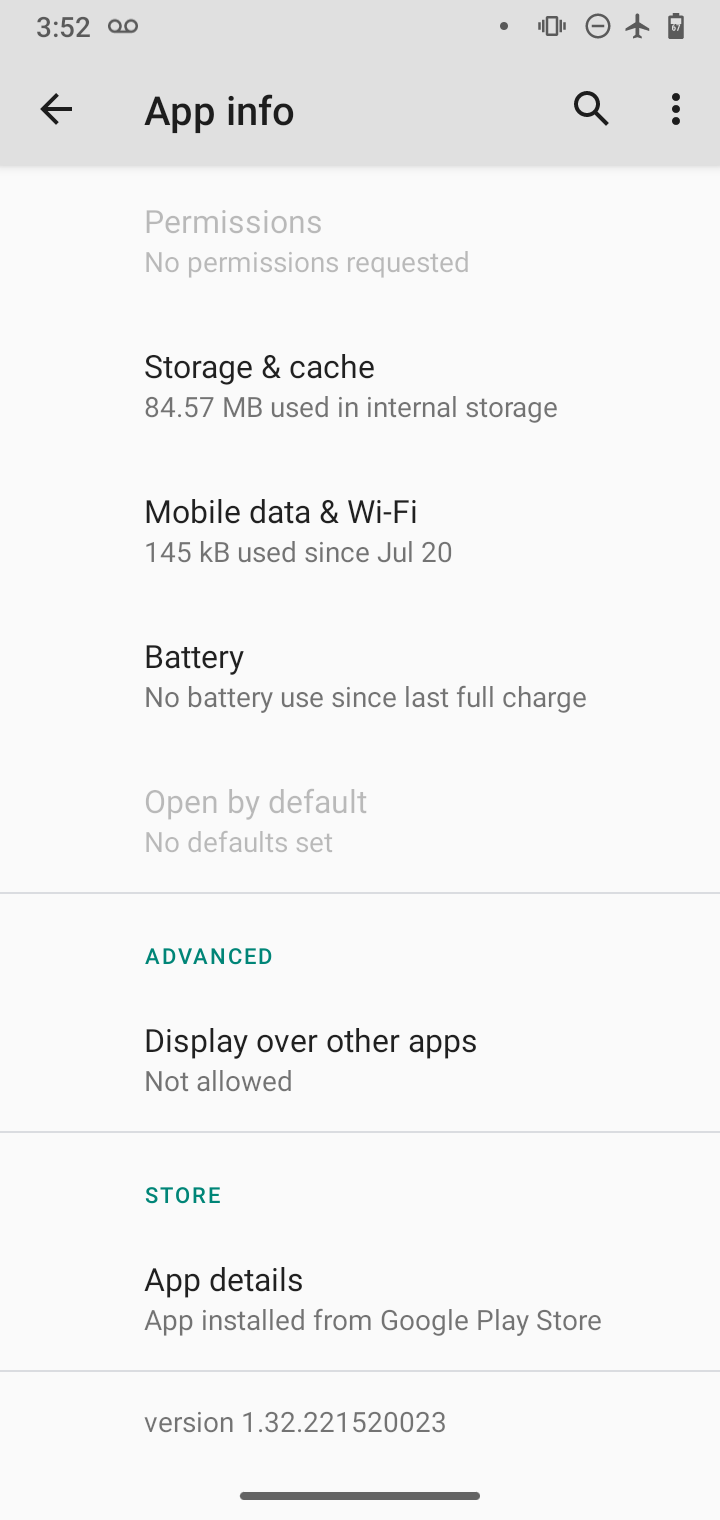 3:52
App info
Permissions
No permissions requested
Storage & cache
84.57 MB used in internal storage
Mobile data & Wi-Fi
145 kB used since Jul 20
Battery
No battery use since last full charge
Open by default
No defaults set
ADVANCED
Display over other apps
Not allowed
STORE
App details
App installed from Google Play Store
version 1.32.221520023